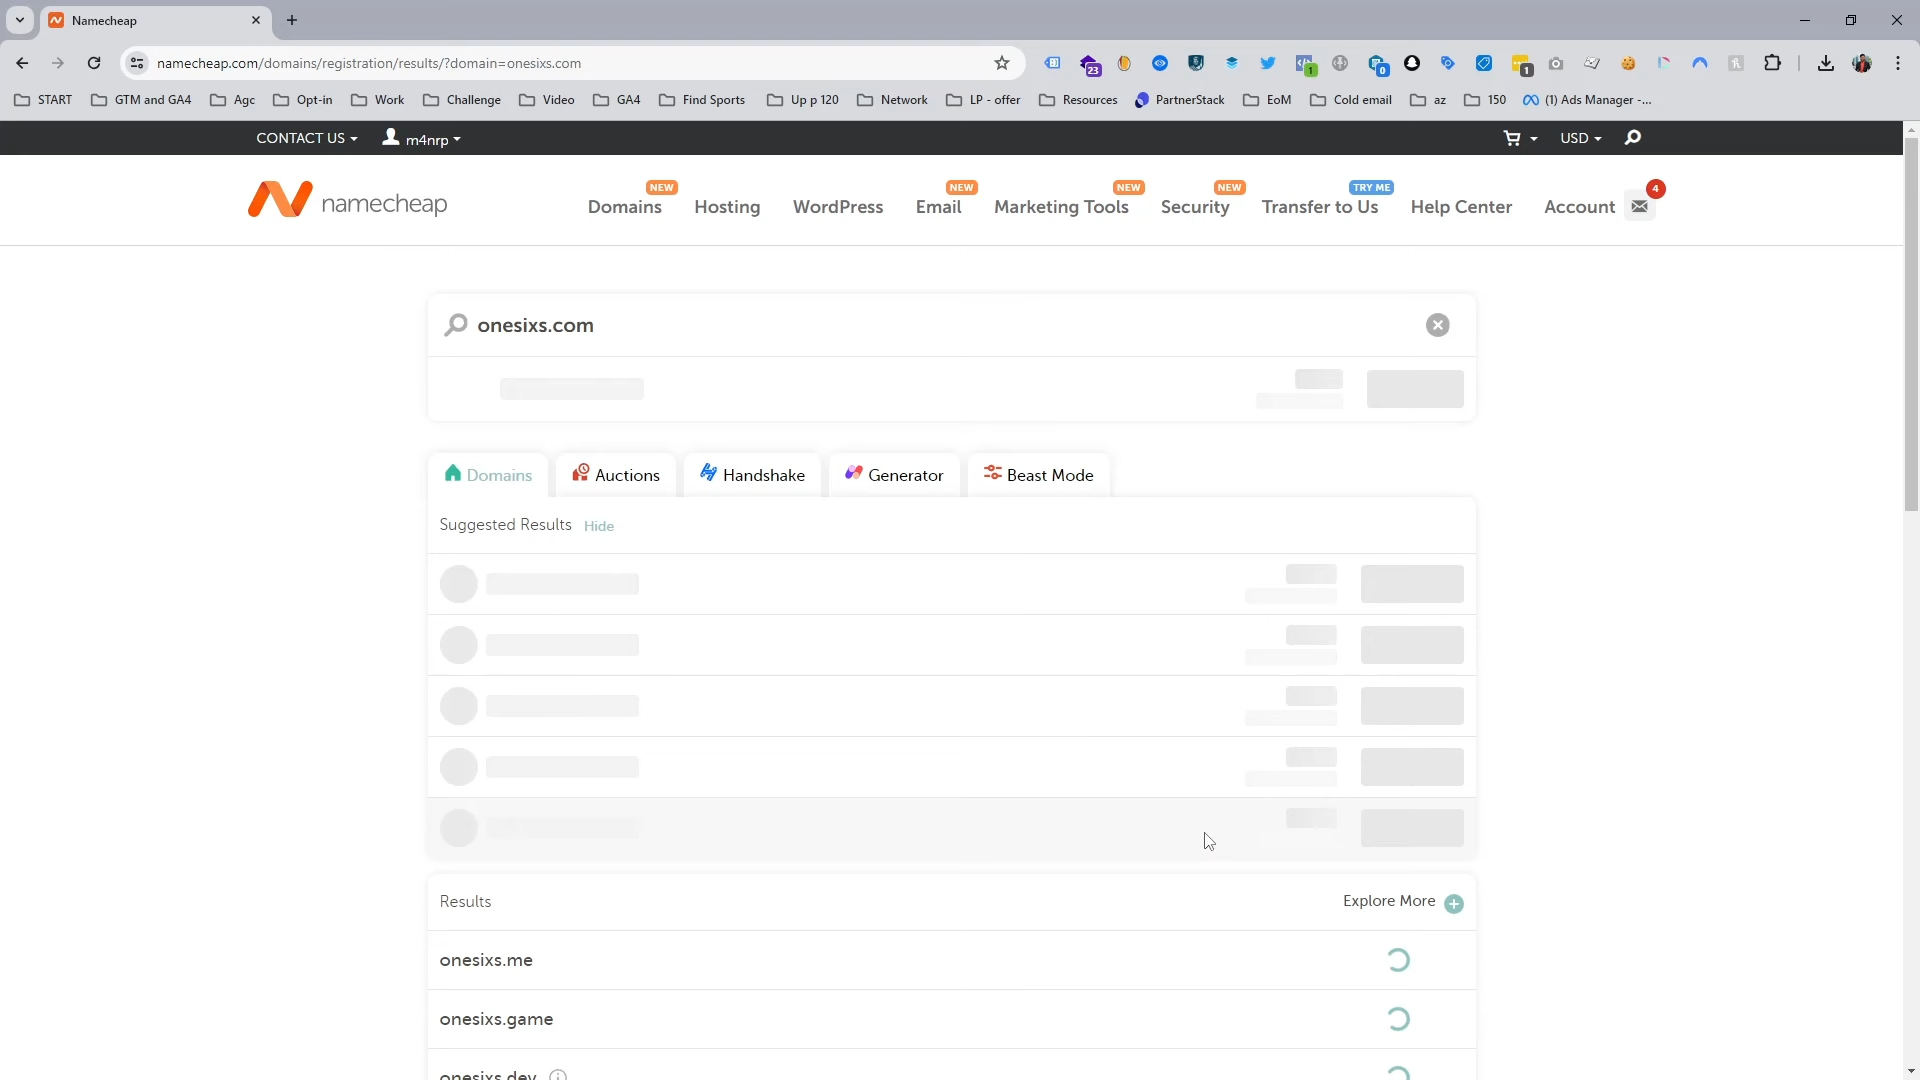 Namecheap
namecheap.com/domains/registration/results/?domain=onesixs.com
23
1
0
1
START
GTM and GA4
Agc
Opt-in
Work
Challenge
Video
GA4
Find Sports
Up p 120
Network
LP - offer
Resources
PartnerStack
EoM
Cold email
az
150
(1) Ads Manager -...
CONTACT US
m4nrp
USD
namecheap
Domains
NEW
Hosting
WordPress
Email
NEW
Marketing Tools
NEW
Security
NEW
Transfer to Us
TRY ME
Help Center
Account
4
onesixs.com
Domains
Auctions
Handshake
Generator
Beast Mode
Suggested Results Hide
Results
Explore More
onesixs.me
onesixs.game
onesixs.dev